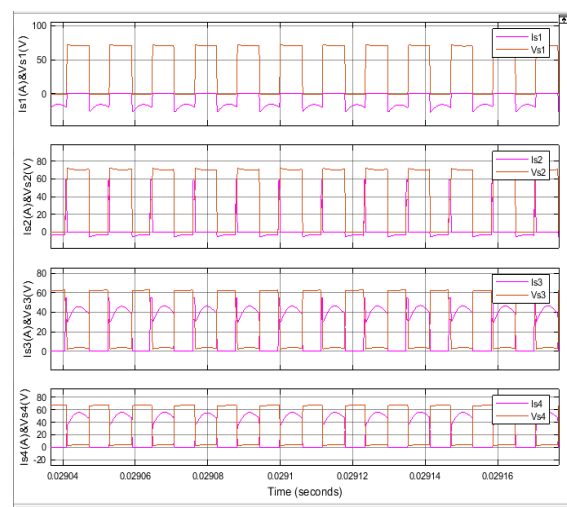 Is1(A)&Vs1(V)
100
50
0
Is1
Vs1
Is2(A)&Vs2(V)
80
60
40
20
0
Is2
Vs2
Is3(A)&Vs3(V)
80
60
40
20
0
Is3
Vs3
Is4(A)&Vs4(V)
80
60
40
20
0
-20
Is4
Vs4
0.02904 0.02906 0.02908 0.0291 0.02912 0.02914 0.02916
Time (seconds)